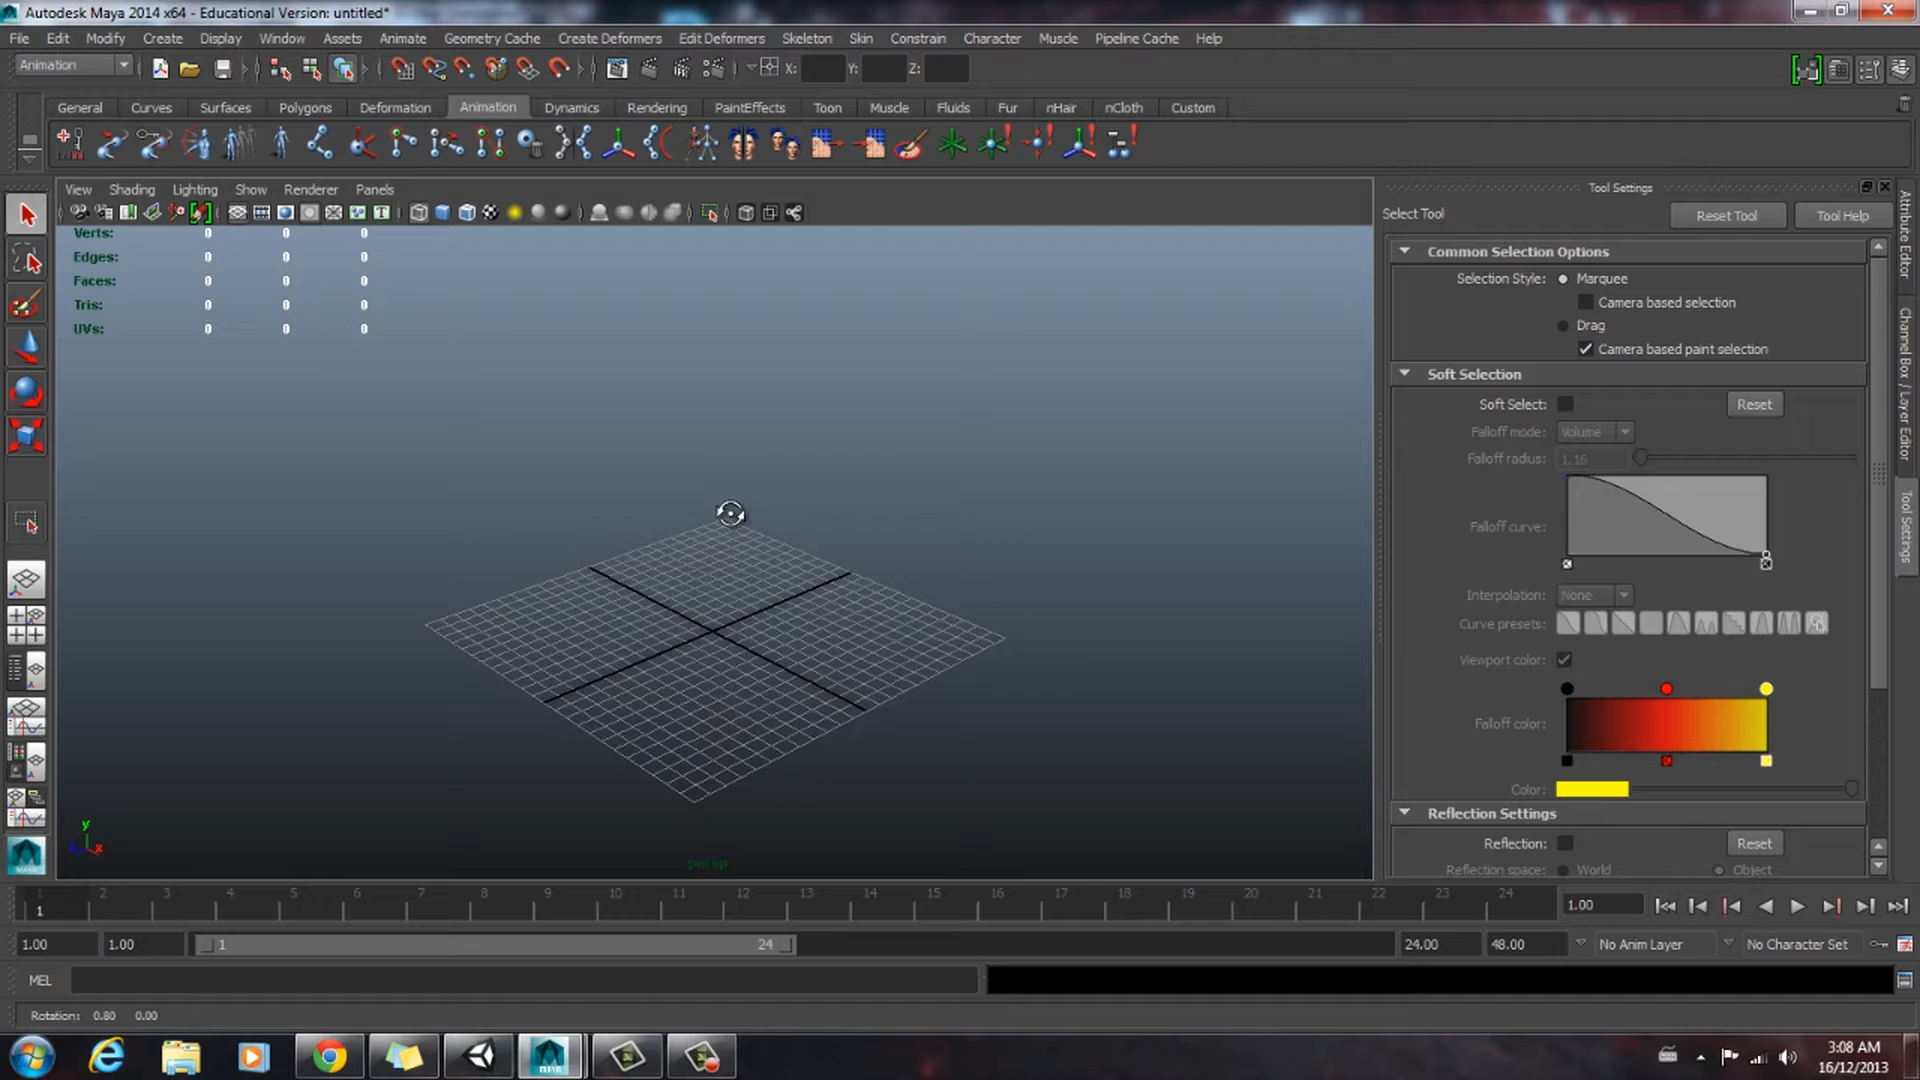 Autodesk Maya 2014 x64 - Educational Version: untitled*
File Edit Modify Create Display Window Assets Animate Geometry Cache Create Deformers Edit Deformers Skeleton Skin Constrain Character Muscle Pipeline Cache Help
Animation X: Y: Z:
General Curves Surfaces Polygons Deformation Animation Dynamics Rendering PaintEffects Toon Muscle Fluids Fur nHair nCloth Custom
View Shading Lighting Show Renderer Panels
Verts: 0 0 0
Edges: 0 0 0
Faces: 0 0 0
Tris: 0 0 0
UVs: 0 0 0
y
x
persp
Tool Settings
Select Tool Reset Tool Tool Help
Common Selection Options
Selection Style: Marquee
Camera based selection
Drag
Camera based paint selection
Soft Selection
Soft Select: Reset
Falloff mode: Volume
Falloff radius: 1.16
Falloff curve:
Interpolation: None
Curve presets:
Viewport color:
Falloff color:
Color:
Reflection Settings
Reflection: Reset
Reflection space: World Object
Attribute Editor
Channel Box / Layer Editor
Tool Settings
1 2 3 4 5 6 7 8 9 10 11 12 13 14 15 16 17 18 19 20 21 22 23 24
1 1.00
1.00 1.00 1 24 24.00 48.00 No Anim Layer No Character Set
MEL
Rotation: 0.80 0.00
3:08 AM
16/12/2013